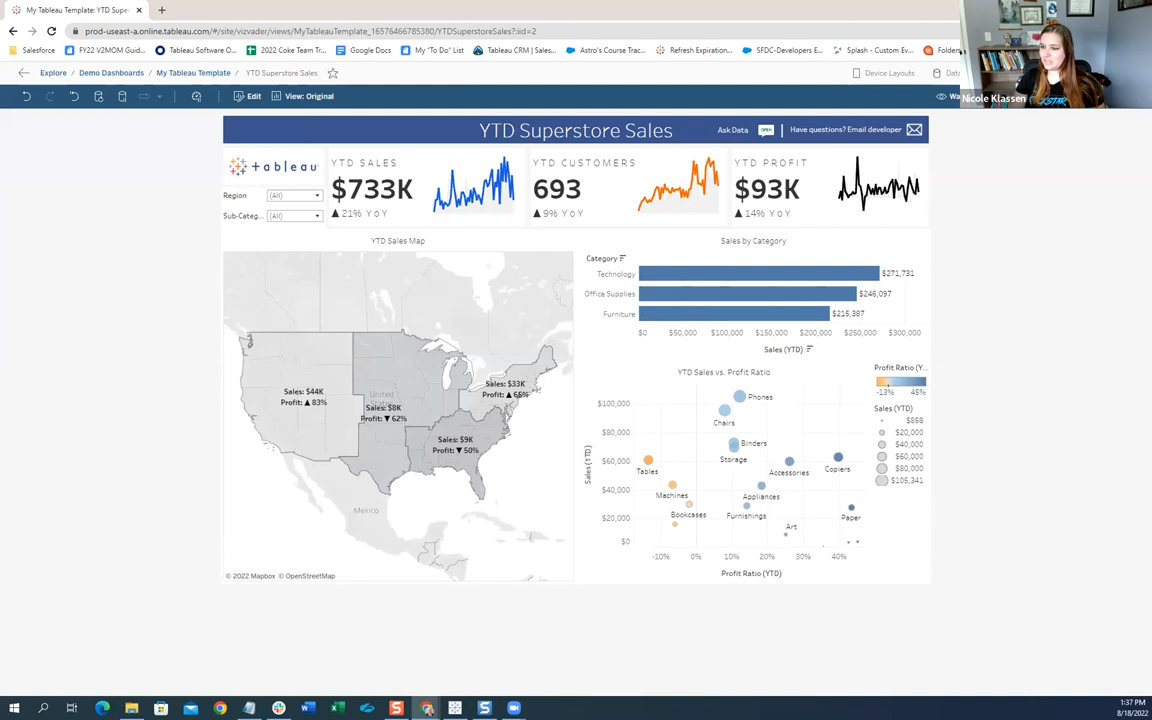 My Tableau Template: YTD Supe
prod-useast-a.online.tableau.com/#/site/vizvader/views/MyTableauTemplate_16576466785380/YTDSuperstoreSales?:iid=2
Salesforce
FY22 V2MOM Guid...
Tableau Software O...
2022 Coke Team Tr...
Google Docs
My "To Do" List
Tableau CRM | Sales...
Astro's Course Trac...
Refresh Expiration...
SFDC-Developers E...
Splash - Custom Ev...
Explore
Demo Dashboards
My Tableau Template
YTD Superstore Sales
Device Layouts
Edit
View: Original
Nicole Klassen
YTD Superstore Sales
Ask Data
OPEN
Have questions? Email developer
+ableau
Region
(All)
Sub-Categ...
(All)
YTD SALES
$733K
▲ 21% YoY
YTD CUSTOMERS
693
▲ 9% YoY
YTD PROFIT
$93K
▲ 14% YoY
YTD Sales Map
Sales: $44K
Profit: ▲ 83%
United
States
Sales: $8K
Profit: ▼ 62%
Sales: $33K
Profit: ▲ 65%
Sales: $9K
Profit: ▼ 50%
Mexico
© 2022 Mapbox © OpenStreetMap
Sales by Category
Category
Technology
$271,731
Office Supplies
$246,097
Furniture
$215,387
$0 $50,000 $100,000 $150,000 $200,000 $250,000 $300,000
Sales (YTD)
YTD Sales vs. Profit Ratio
$100,000
$80,000
$60,000
$40,000
$20,000
$0
Sales (YTD)
Phones
Chairs
Binders
Storage
Tables
Accessories
Copiers
Machines
Appliances
Bookcases
Furnishings
Paper
Art
-10% 0% 10% 20% 30% 40%
Profit Ratio (YTD)
Profit Ratio (Y...
-13% 45%
Sales (YTD)
$858
$20,000
$40,000
$60,000
$80,000
$105,341
1:37 PM
8/18/2022